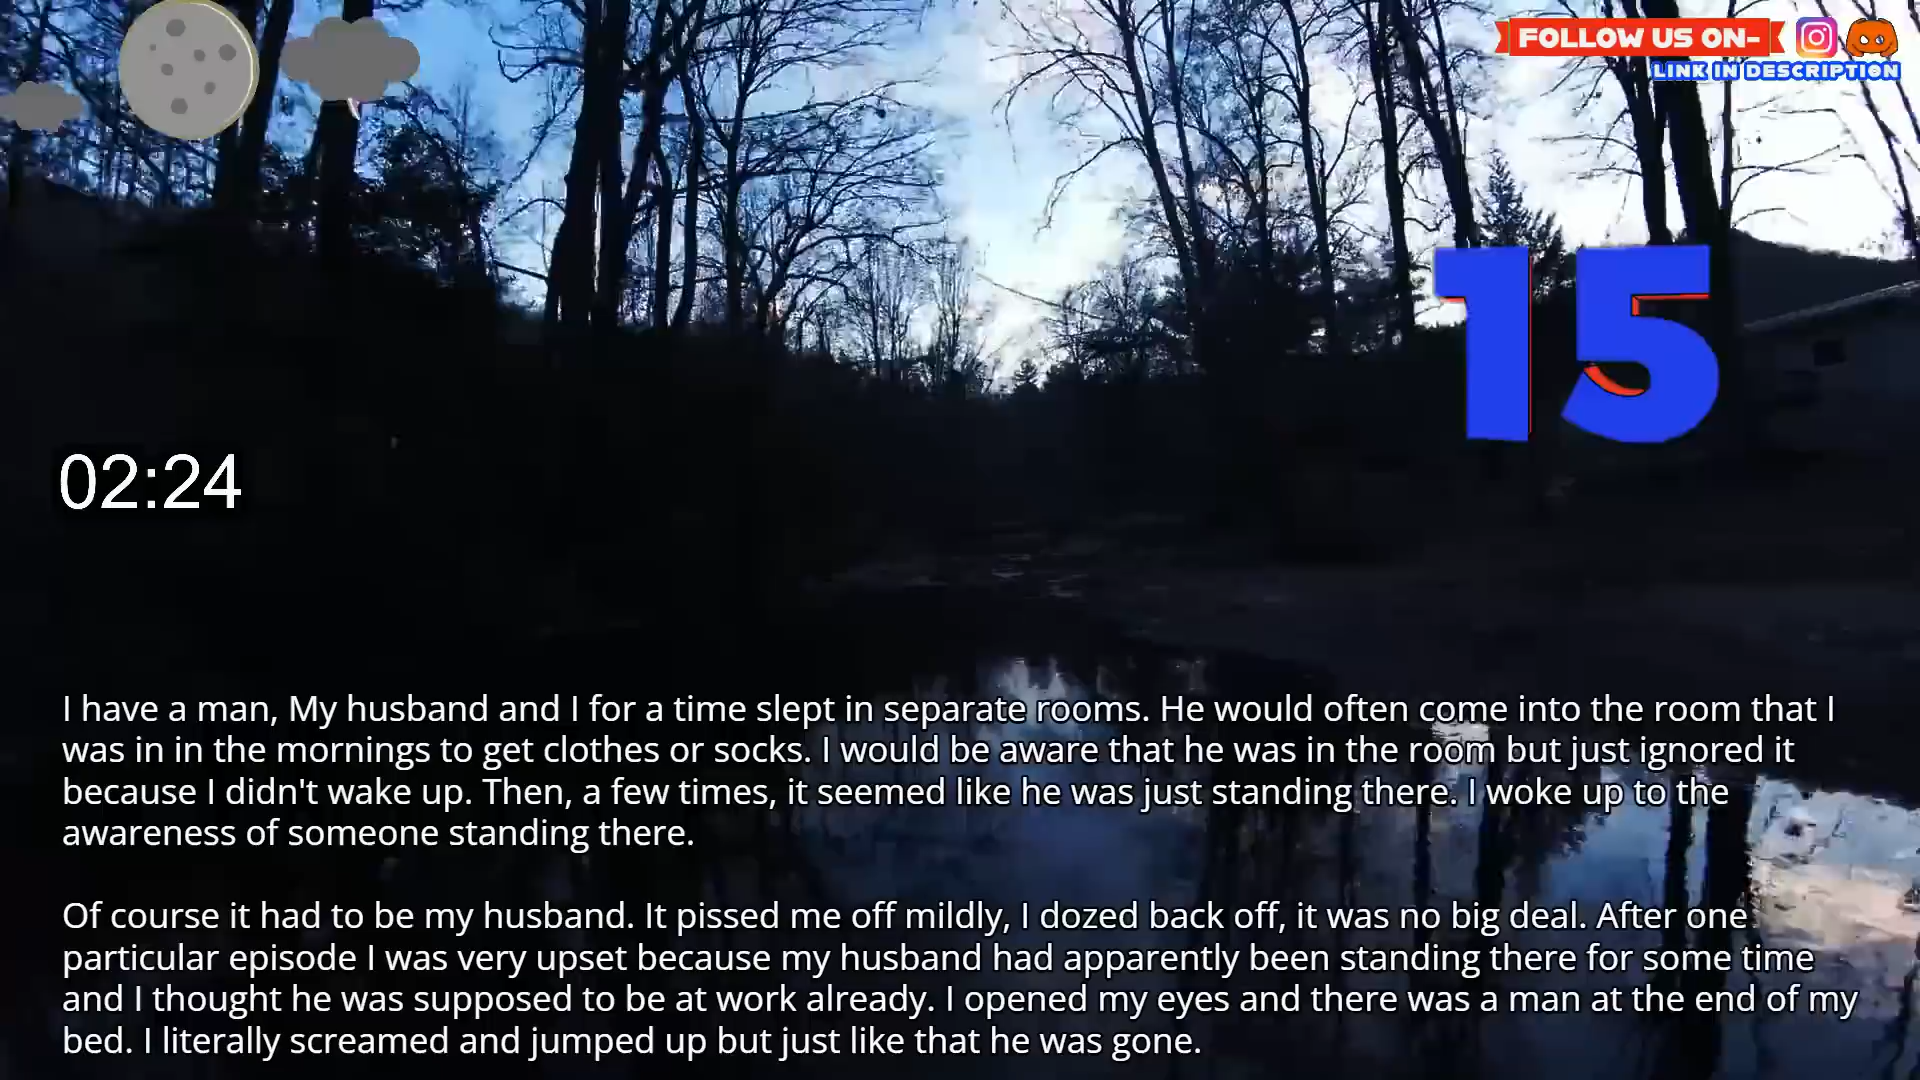 FOLLOW US ON-
LINK IN DESCRIPTION
15
02:24
I have a man, My husband and I for a time slept in separate rooms. He would often come into the room that I
was in in the mornings to get clothes or socks. I would be aware that he was in the room but just ignored it
because I didn't wake up. Then, a few times, it seemed like he was just standing there. I woke up to the
awareness of someone standing there.
Of course it had to be my husband. It pissed me off mildly, I dozed back off, it was no big deal. After one
particular episode I was very upset because my husband had apparently been standing there for some time
and I thought he was supposed to be at work already. I opened my eyes and there was a man at the end of my
bed. I literally screamed and jumped up but just like that he was gone.